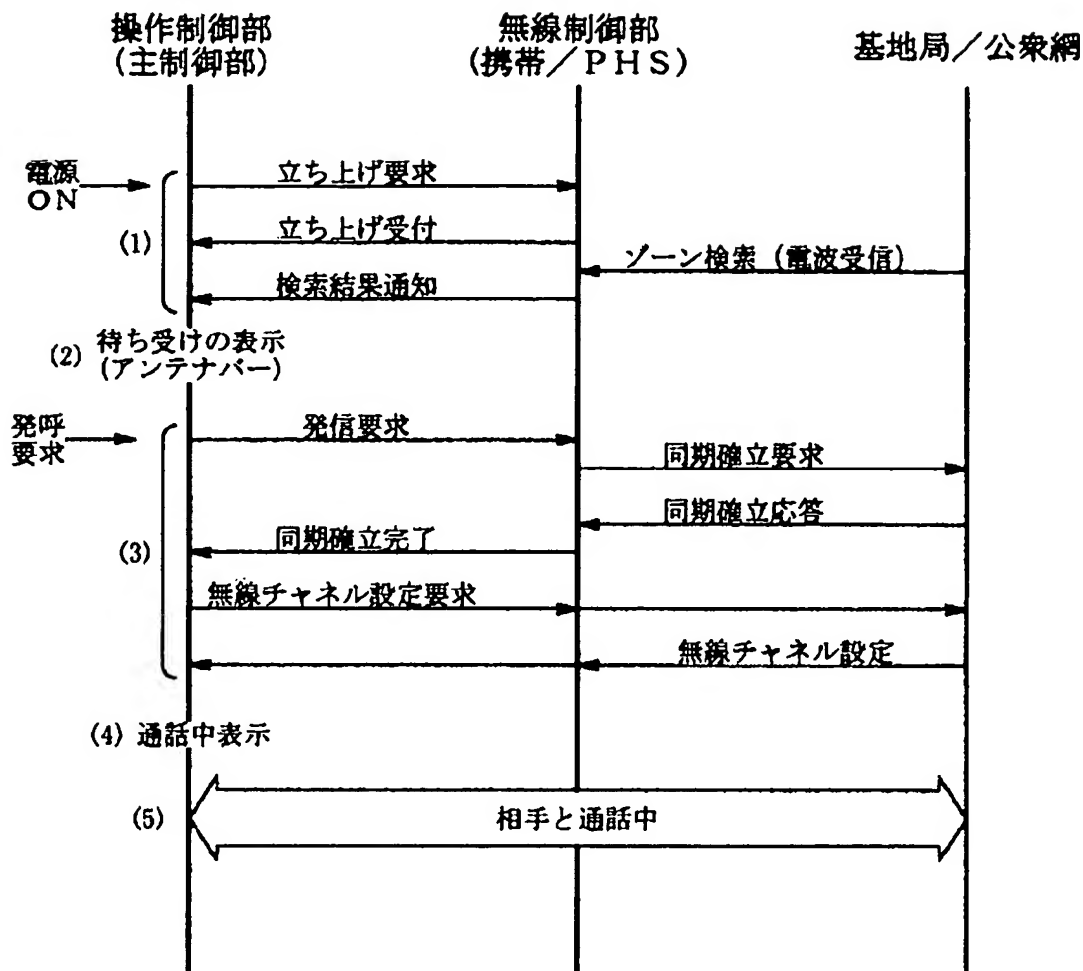 操作制御部
(主制御部)
無線制御部
(携帯／ＰＨＳ)
基地局／公衆網
電源
ON
立ち上げ要求
(1)
立ち上げ受付
ゾーン検索（電波受信）
検索結果通知
(2) 待ち受けの表示
(アンテナバー)
発呼
要求
発信要求
同期確立要求
同期確立応答
(3)
同期確立完了
無線チャネル設定要求
無線チャネル設定
(4) 通話中表示
(5)
相手と通話中